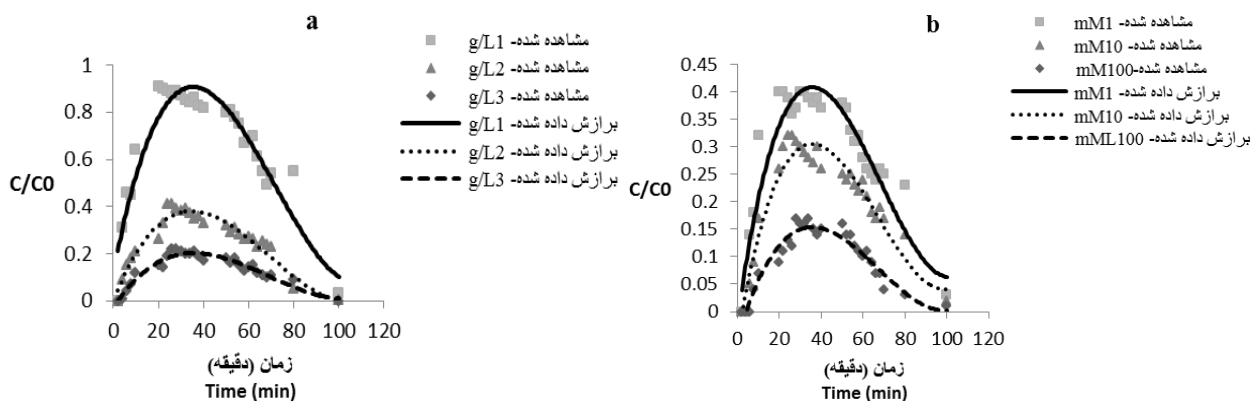 a
g/L1 -مشاهده شده
g/L2 -مشاهده شده
g/L3 -مشاهده شده
g/L1 -برازش داده شده
g/L2 -برازش داده شده
g/L3 -برازش داده شده
C/C0
1
0.8
0.6
0.4
0.2
0
0 20 40 60 80 100 120
زمان (دقیقه)
Time (min)
b
mM1 -مشاهده شده
mM10 -مشاهده شده
mM100-مشاهده شده
mM1 -برازش داده شده
mM10 -برازش داده شده
mML100 -برازش داده شده
C/C0
0.45
0.40
0.35
0.3
0.25
0.2
0.15
0.1
0.05
0
0 20 40 60 80 100 120
زمان (دقیقه)
Time (min)